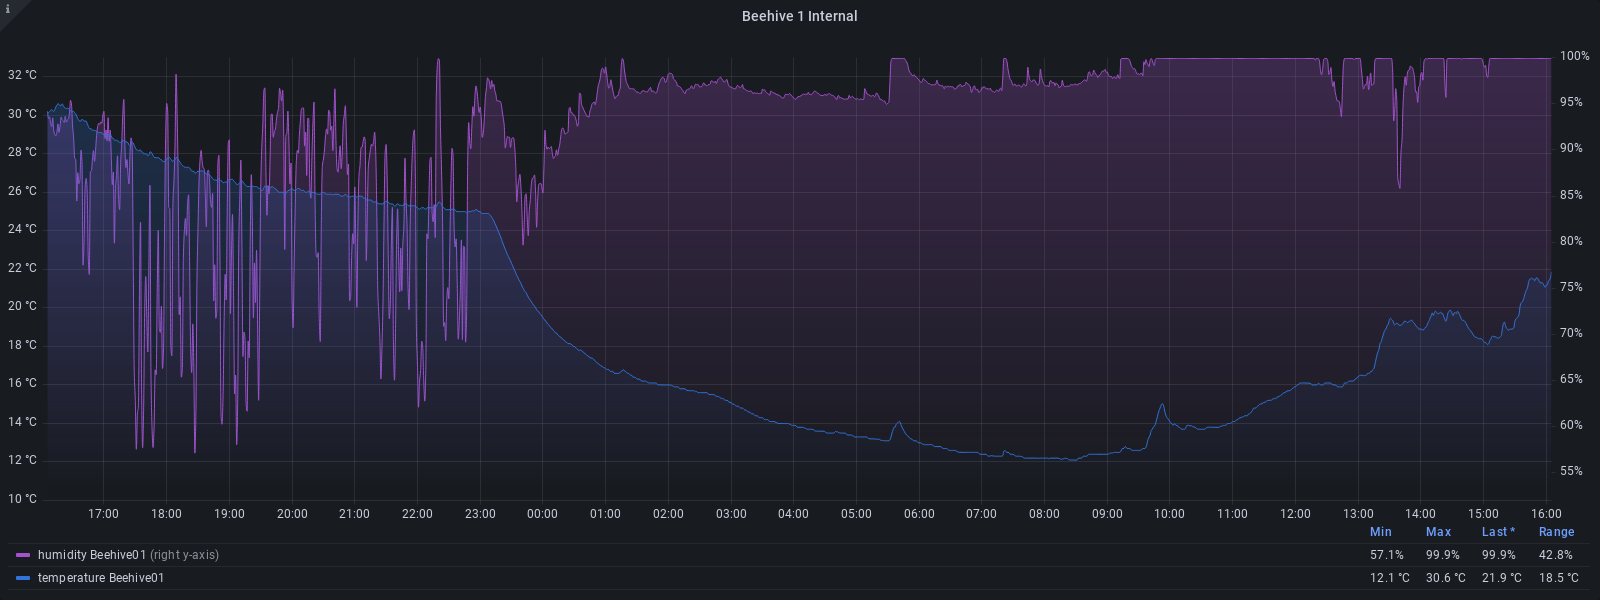 i
Beehive 1 Internal
32 °C
30 °C
28 °C
26 °C
24 °C
22 °C
20 °C
18 °C
16 °C
14 °C
12 °C
10 °C
100%
95%
90%
85%
80%
75%
70%
65%
60%
55%
17:00 18:00 19:00 20:00 21:00 22:00 23:00 00:00 01:00 02:00 03:00 04:00 05:00 06:00 07:00 08:00 09:00 10:00 11:00 12:00 13:00 14:00 15:00 16:00
Min Max Last * Range
humidity Beehive01 (right y-axis) 57.1% 99.9% 99.9% 42.8%
temperature Beehive01 12.1 °C 30.6 °C 21.9 °C 18.5 °C